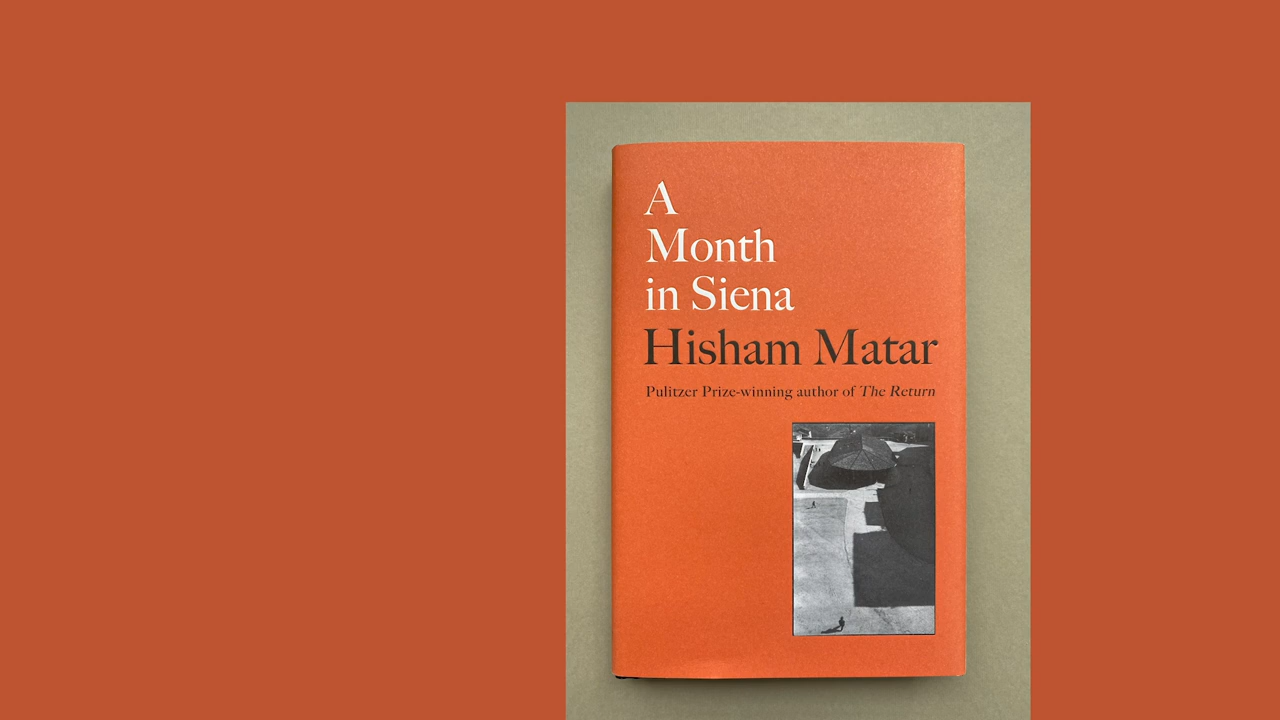 A
Month
in Siena
Hisham Matar
Pulitzer Prize-winning author of The Return